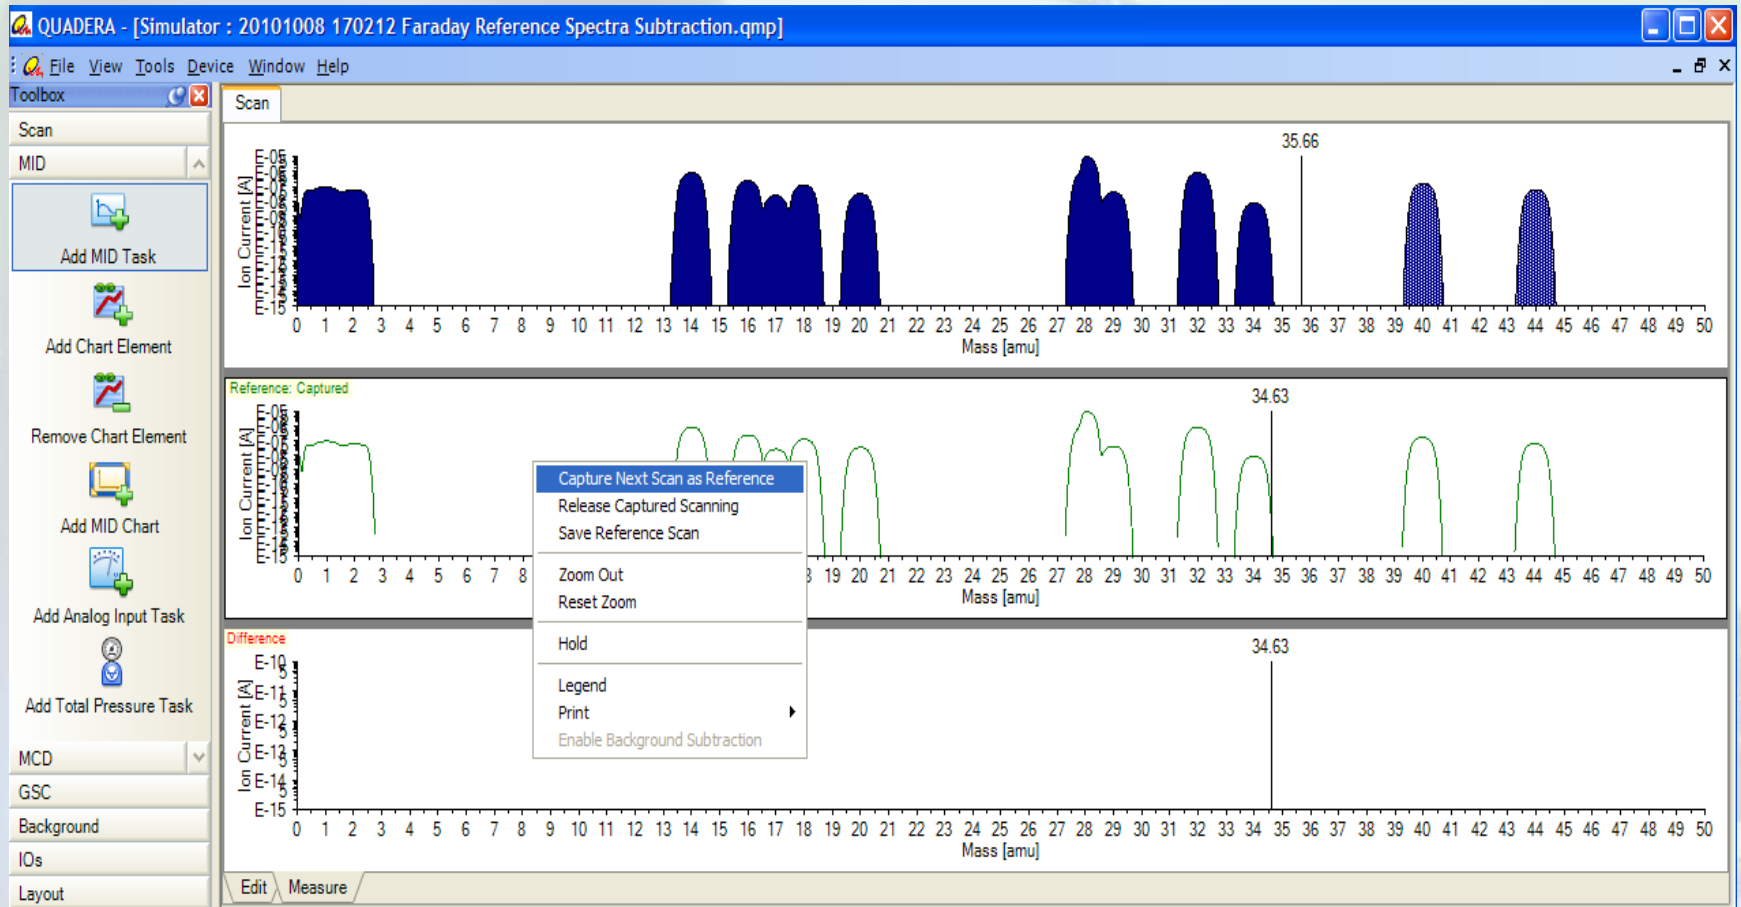 QUADERA - [Simulator : 20101008 170212 Faraday Reference Spectra Subtraction.qmp]
File View Tools Device Window Help
Toolbox
Scan
MID
Add MID Task
Add Chart Element
Remove Chart Element
Add MID Chart
Add Analog Input Task
Add Total Pressure Task
MCD
GSC
Background
IOs
Layout
Scan
35.66
Ion Current [A]
E-05
E-15
0 1 2 3 4 5 6 7 8 9 10 11 12 13 14 15 16 17 18 19 20 21 22 23 24 25 26 27 28 29 30 31 32 33 34 35 36 37 38 39 40 41 42 43 44 45 46 47 48 49 50
Mass [amu]
Reference: Captured
34.63
Ion Current [A]
E-05
E-15
0 1 2 3 4 5 6 7 8 19 20 21 22 23 24 25 26 27 28 29 30 31 32 33 34 35 36 37 38 39 40 41 42 43 44 45 46 47 48 49 50
Mass [amu]
Capture Next Scan as Reference
Release Captured Scanning
Save Reference Scan
Zoom Out
Reset Zoom
Hold
Legend
Print
Enable Background Subtraction
Difference
34.63
Ion Current [A]
E-10
5
E-11
5
E-12
5
E-13
5
E-14
5
E-15
0 1 2 3 4 5 6 7 8 9 10 11 12 13 14 15 16 17 18 19 20 21 22 23 24 25 26 27 28 29 30 31 32 33 34 35 36 37 38 39 40 41 42 43 44 45 46 47 48 49 50
Mass [amu]
Edit Measure